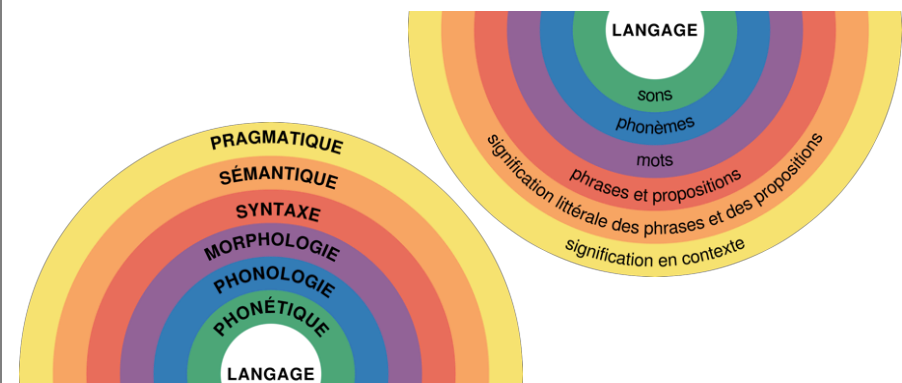 LANGAGE
sons
phonèmes
mots
phrases et propositions
signification littérale des phrases et des propositions
signification en contexte
PRAGMATIQUE
SÉMANTIQUE
SYNTAXE
MORPHOLOGIE
PHONOLOGIE
PHONÉTIQUE
LANGAGE